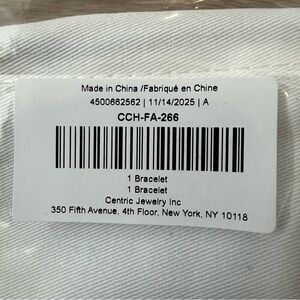 Made in China /Fabriqué en Chine
4500662562 | 11/14/2025 | A
CCH-FA-266
1 Bracelet
1 Bracelet
Centric Jewelry Inc
350 Fifth Avenue, 4th Floor, New York, NY 10118